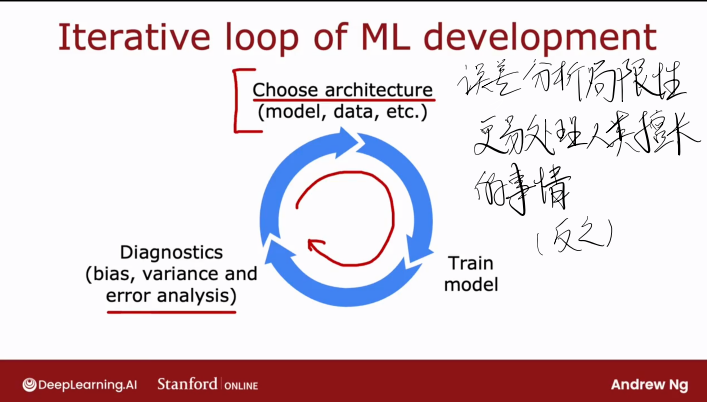 Iterative loop of ML development
Choose architecture
(model, data, etc.)
误差分析局限性
更易处理人类擅长
的事情
(反之)
Diagnostics
(bias, variance and
error analysis)
Train
model
DeepLearning.AI
Stanford | ONLINE
Andrew Ng